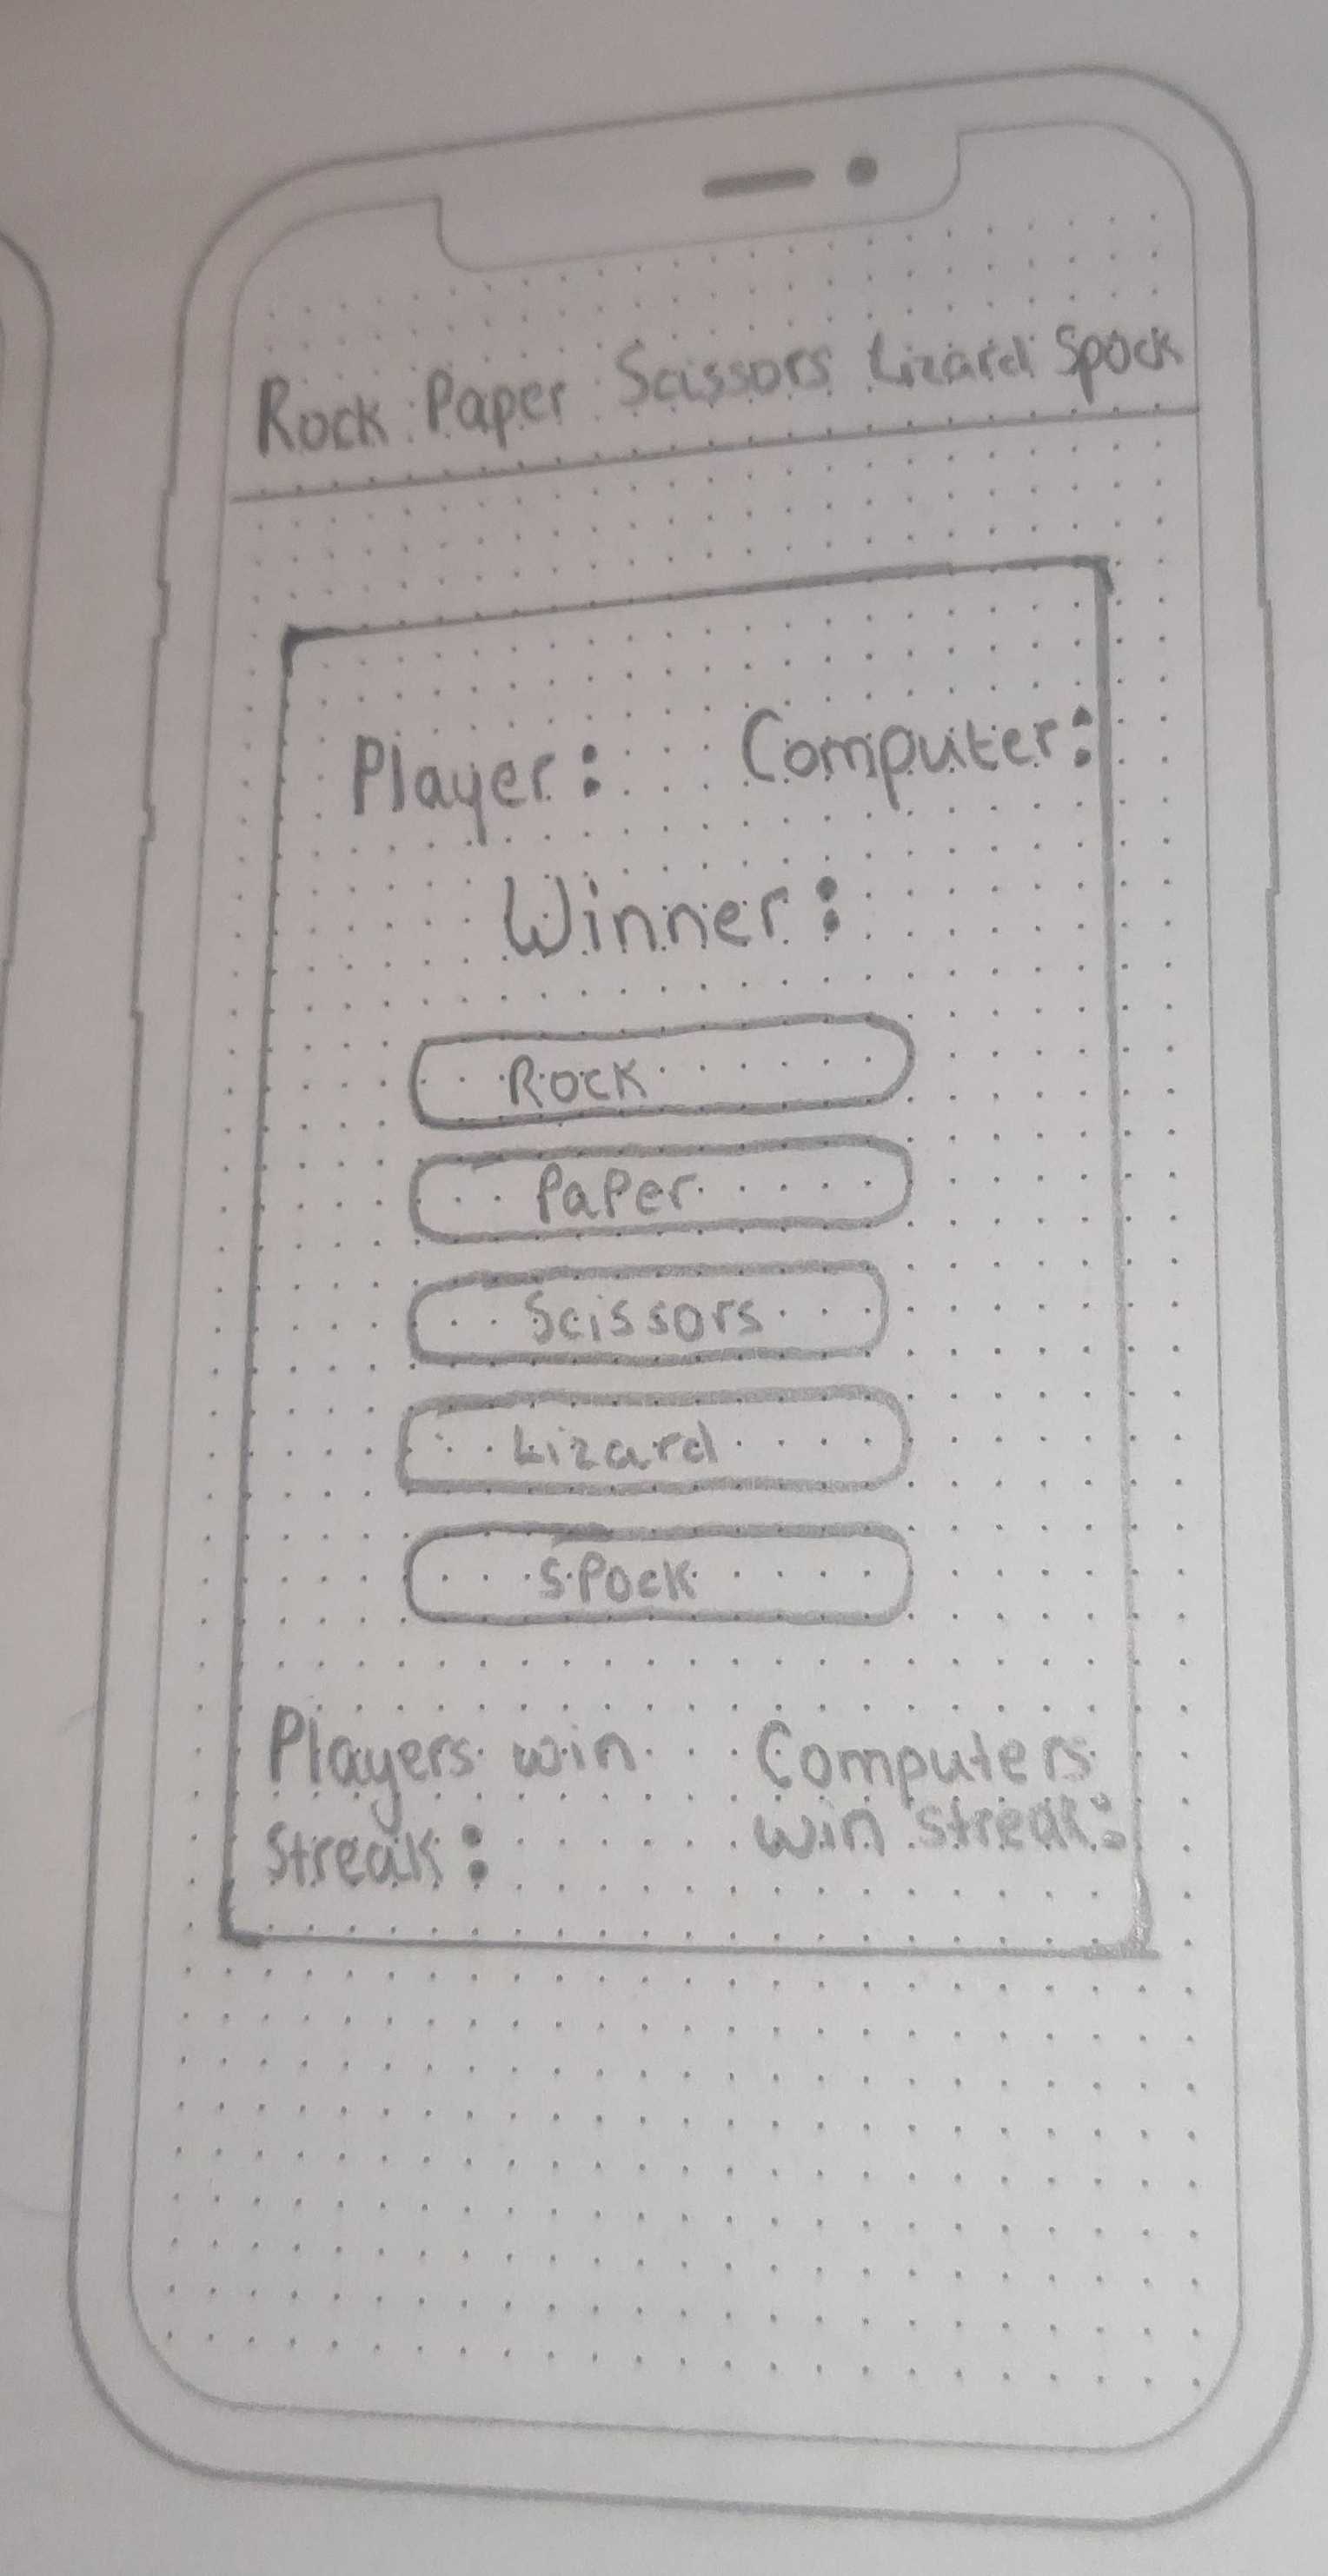 Rock Paper Scissors Lizard Spock
Player: Computer:
Winner:
Rock
Paper
Scissors
Lizard
Spock
Players win
Streak:
Computers
win streak: